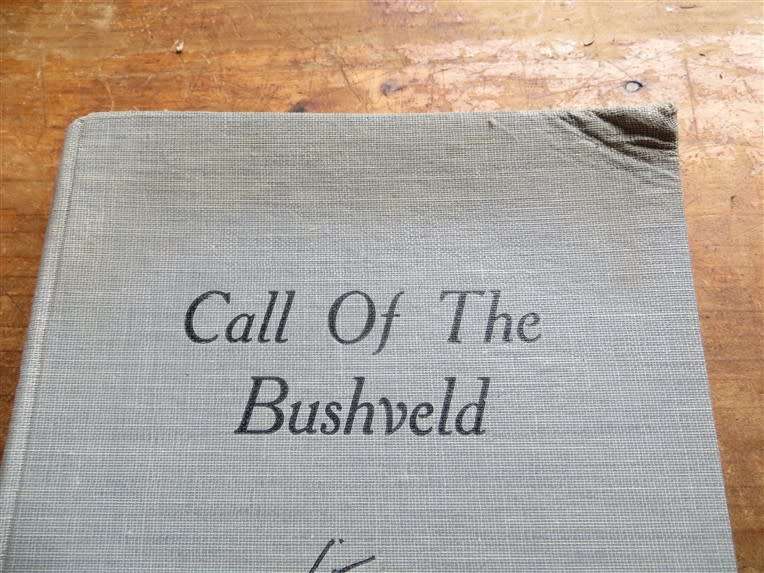 Call Of The
Bushveld